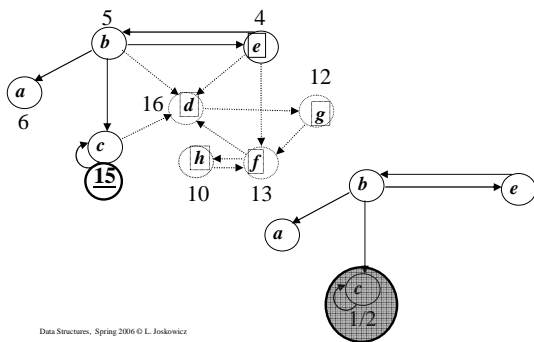 5 4
b e
a 12
6 16 d g
c
h f
15 10 13
b e
a
c
1/2
Data Structures, Spring 2006 © L. Joskowicz